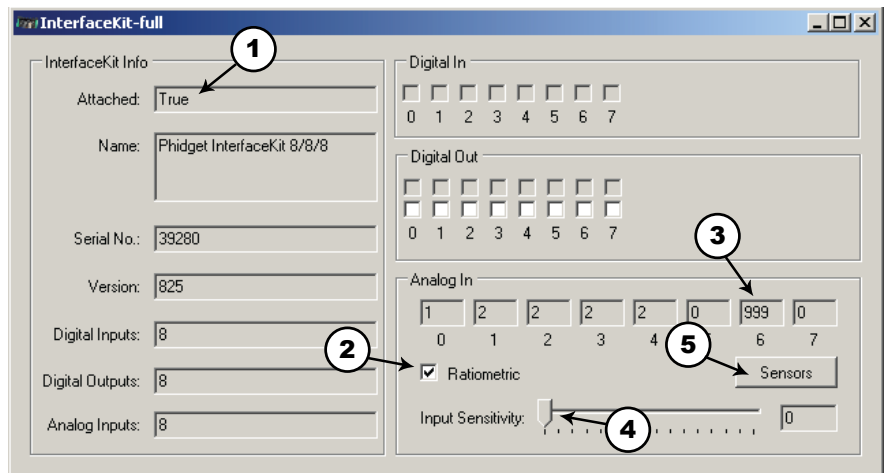 InterfaceKit-full
1
InterfaceKit Info
Attached: True
Name: Phidget InterfaceKit 8/8/8
Serial No.: 39280
Version: 825
Digital Inputs: 8
Digital Outputs: 8
Analog Inputs: 8
Digital In
0 1 2 3 4 5 6 7
Digital Out
0 1 2 3 4 5 6 7
3
Analog In
1 2 2 2 2 0 999 0
0 1 2 3 4 6 7
2
5
Ratiometric
Sensors
Input Sensitivity: 0
4